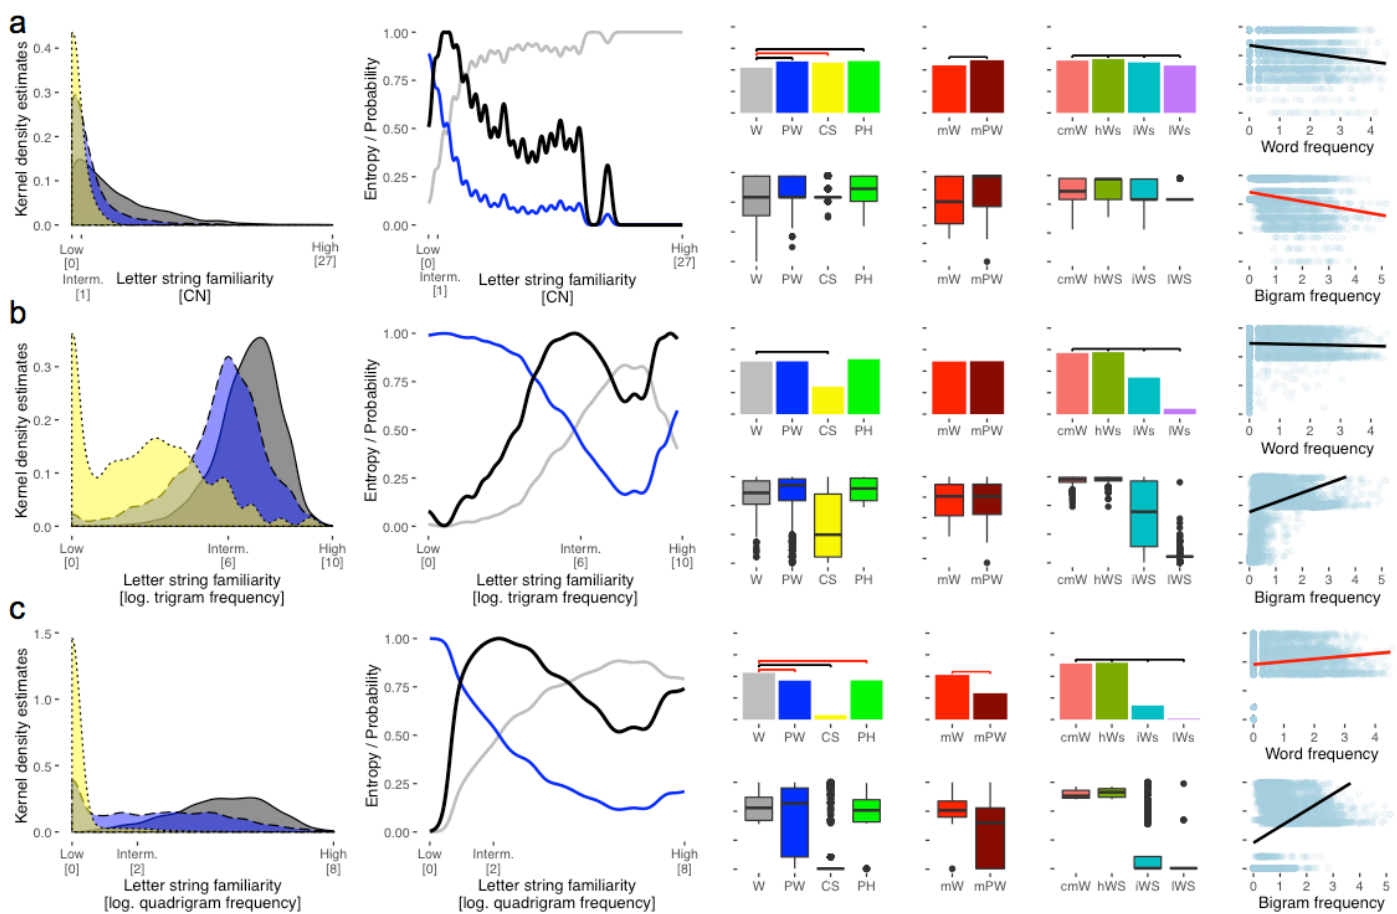 a
Kernel density estimates
0.4
0.3
0.2
0.1
0.0
Low
[0]
Interm.
[1]
High
[27]
Letter string familiarity
[CN]
Entropy / Probability
1.00
0.75
0.50
0.25
0.00
Low
[0]
Interm.
[1]
High
[27]
Letter string familiarity
[CN]
W PW CS PH
mW mPW
cmW hWs iWs lWs
W PW CS PH
mW mPW
cmW hWS iWS lWS
0 1 2 3 4
Word frequency
0 1 2 3 4 5
Bigram frequency
b
Kernel density estimates
0.3
0.2
0.1
0.0
Low
[0]
Interm.
[6]
High
[10]
Letter string familiarity
[log. trigram frequency]
Entropy / Probability
1.00
0.75
0.50
0.25
0.00
Low
[0]
Interm.
[6]
High
[10]
Letter string familiarity
[log. trigram frequency]
W PW CS PH
mW mPW
cmW hWs iWs lWs
W PW CS PH
mW mPW
cmW hWS iWS lWS
0 1 2 3 4
Word frequency
0 1 2 3 4 5
Bigram frequency
c
Kernel density estimates
1.5
1.0
0.5
0.0
Low
[0]
Interm.
[2]
High
[8]
Letter string familiarity
[log. quadrigram frequency]
Entropy / Probability
1.00
0.75
0.50
0.25
0.00
Low
[0]
Interm.
[2]
High
[8]
Letter string familiarity
[log. quadrigram frequency]
W PW CS PH
mW mPW
cmW hWs iWs lWs
W PW CS PH
mW mPW
cmW hWS iWS lWS
0 1 2 3 4
Word frequency
0 1 2 3 4 5
Bigram frequency